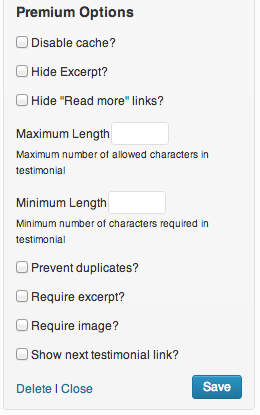 Premium Options
Disable cache?
Hide Excerpt?
Hide "Read more" links?
Maximum Length
Maximum number of allowed characters in
testimonial
Minimum Length
Minimum number of characters required in
testimonial
Prevent duplicates?
Require excerpt?
Require image?
Show next testimonial link?
Delete | Close Save